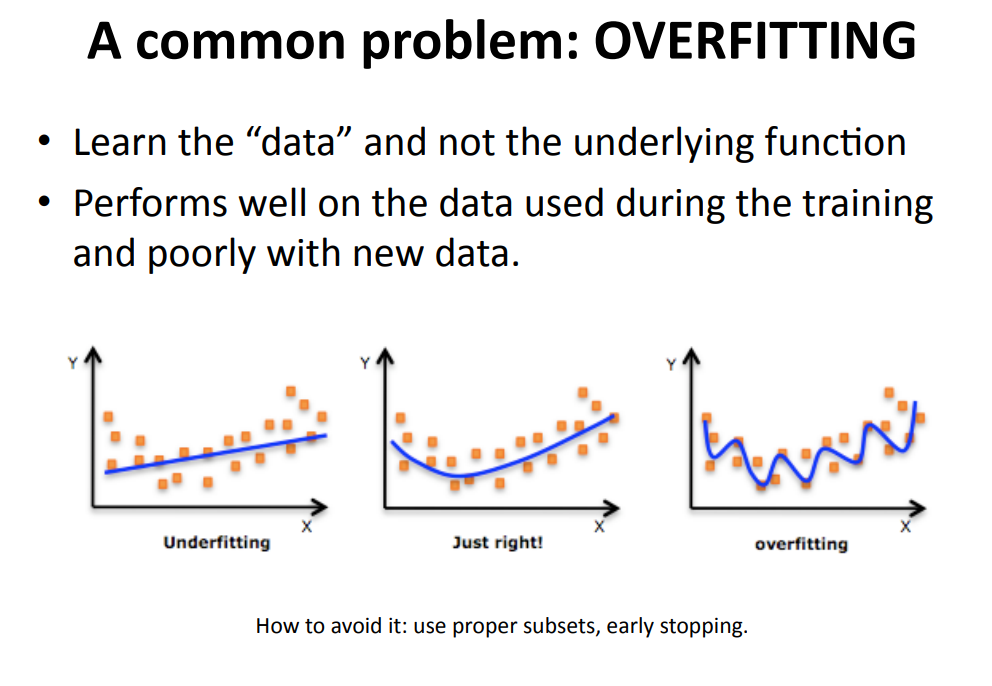 A common problem: OVERFITTING
• Learn the “data” and not the underlying function
• Performs well on the data used during the training
and poorly with new data.
Y
X
Underfitting
Y
X
Just right!
Y
X
overfitting
How to avoid it: use proper subsets, early stopping.